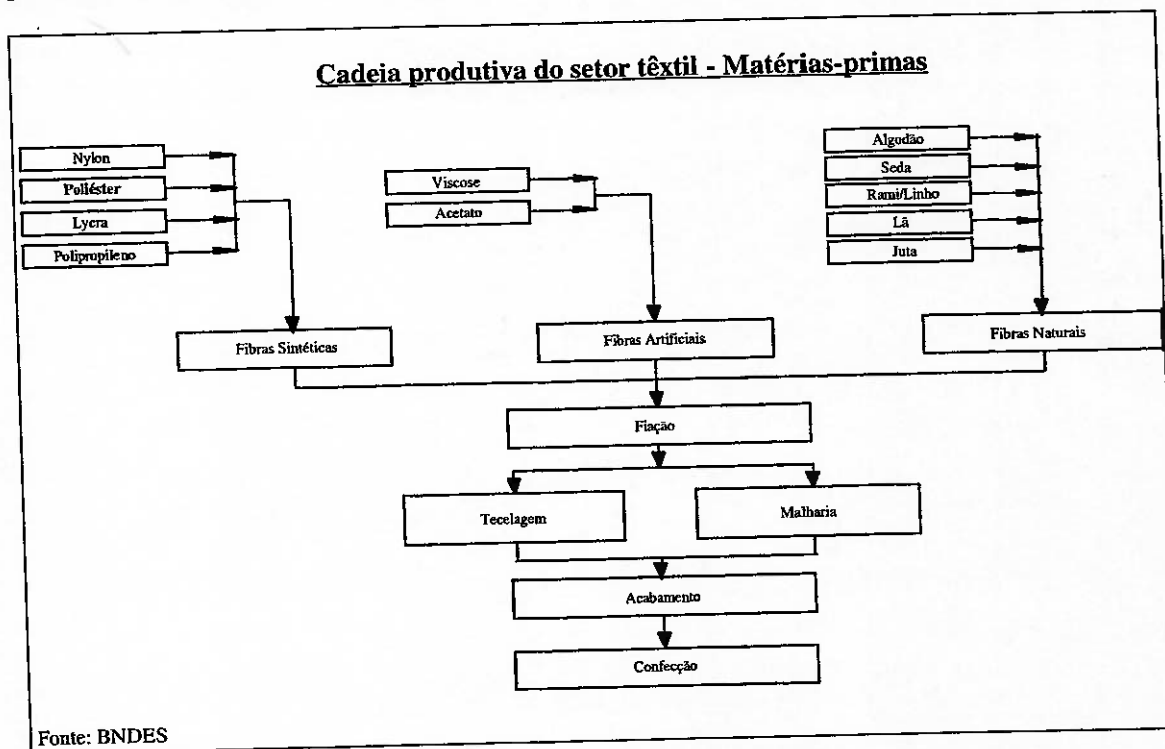 Cadeia produtiva do setor têxtil - Matérias-primas
Nylon
Poliéster
Lycra
Polipropileno
Viscose
Acetato
Algodão
Seda
Rami/Linho
Lã
Juta
Fibras Sintéticas
Fibras Artificiais
Fibras Naturais
Fiação
Tecelagem
Malharia
Acabamento
Confecção
Fonte: BNDES